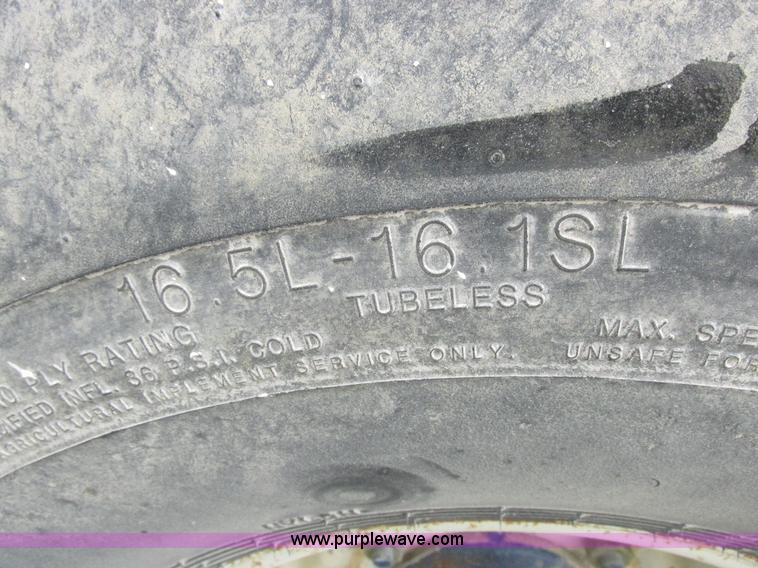 16.5L-16.1SL
TUBELESS
PLY RATING
INFL. 36 P.S.I. COLD
AGRICULTURAL IMPLEMENT SERVICE ONLY.
MAX. SPE
UNSAFE FOR
www.purplewave.com